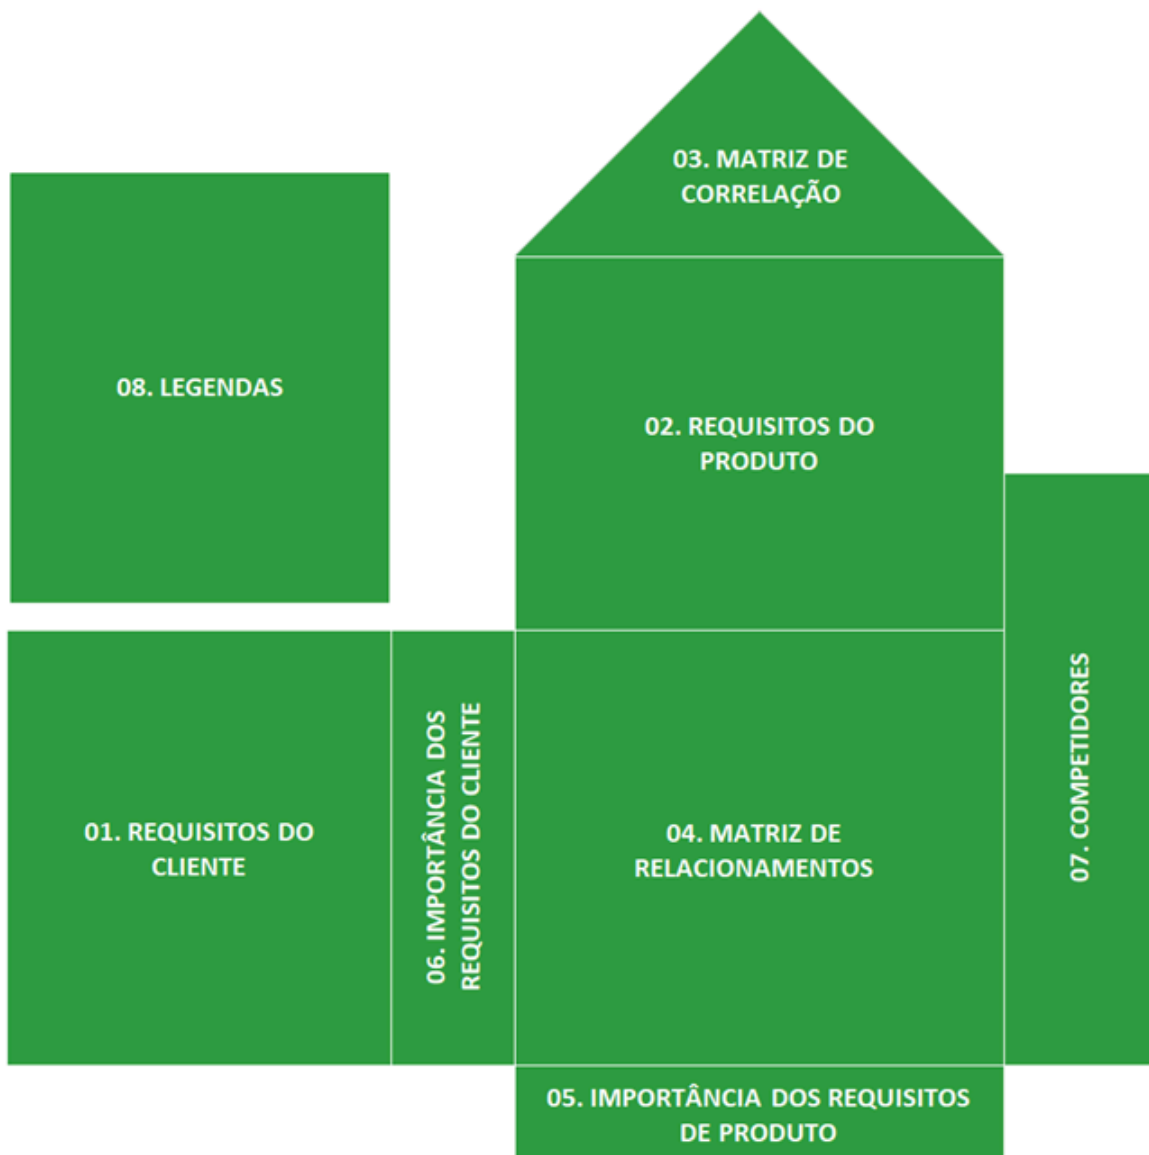 03. MATRIZ DE
CORRELAÇÃO
08. LEGENDAS
02. REQUISITOS DO
PRODUTO
01. REQUISITOS DO
CLIENTE
06. IMPORTÂNCIA DOS
REQUISITOS DO CLIENTE
04. MATRIZ DE
RELACIONAMENTOS
07. COMPETIDORES
05. IMPORTÂNCIA DOS REQUISITOS
DE PRODUTO